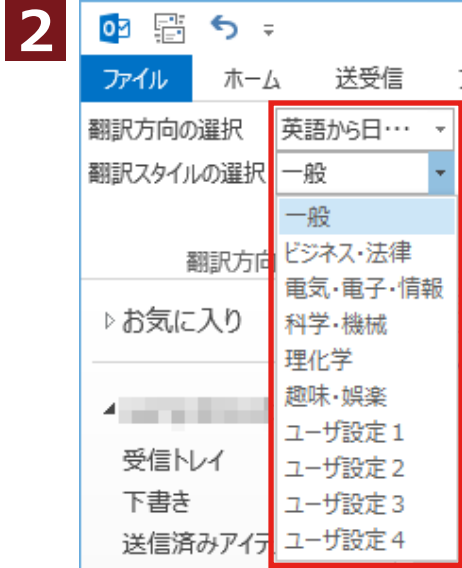 2
ファイル ホーム 送受信
翻訳方向の選択 英語から日…
翻訳スタイルの選択 一般
一般
翻訳方向 ビジネス・法律
電気・電子・情報
▷お気に入り 科学・機械
理化学
趣味・娯楽
ユーザ設定1
受信トレイ ユーザ設定2
下書き ユーザ設定3
送信済みアイテ ユーザ設定4